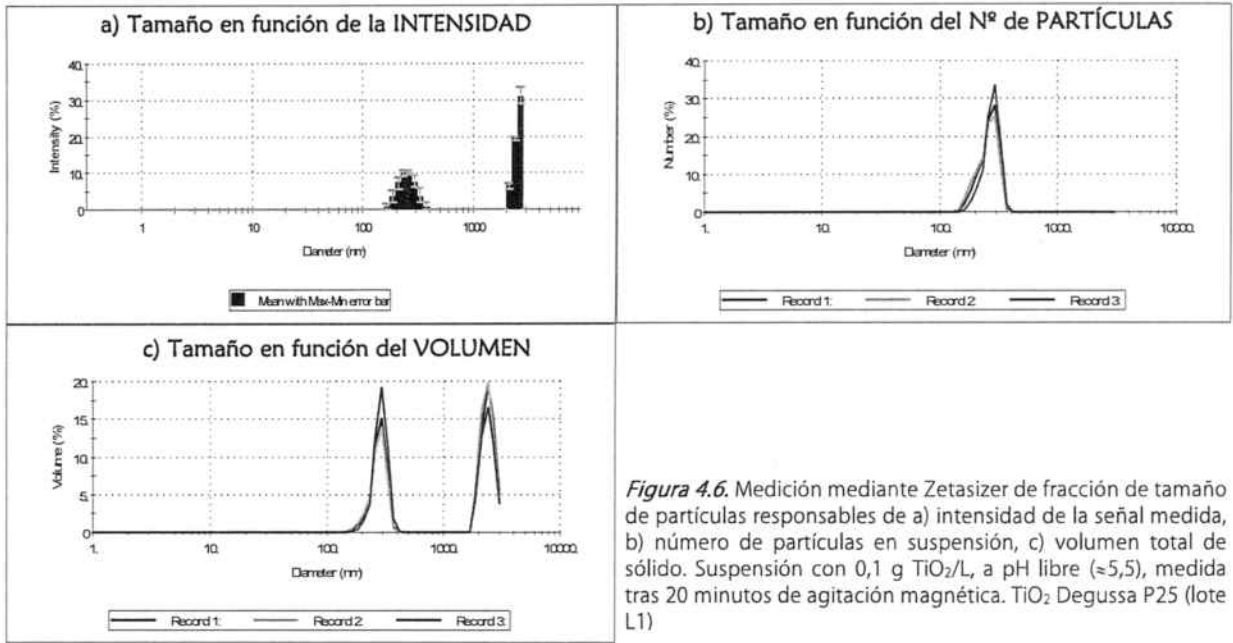 a) Tamaño en función de la INTENSIDAD
40.
30.
20.
10.
0
Intensity (%)
1.
10.
100.
1000.
Diameter (nm)
Mean with Max-Min error bar
b) Tamaño en función del Nº de PARTÍCULAS
40.
30.
20.
10.
0
Number (%)
1.
10.
100.
1000.
10000.
Diameter (nm)
Record 1:
Record 2:
Record 3:
c) Tamaño en función del VOLUMEN
20.
15.
10.
5.
0
Volume (%)
1.
10.
100.
1000.
10000.
Diameter (nm)
Record 1:
Record 2:
Record 3:
Figura 4.6. Medición mediante Zetasizer de fracción de tamaño
de partículas responsables de a) intensidad de la señal medida,
b) número de partículas en suspensión, c) volumen total de
sólido. Suspensión con 0,1 g TiO₂/L, a pH libre (≈5,5), medida
tras 20 minutos de agitación magnética. TiO₂ Degussa P25 (lote
L1)